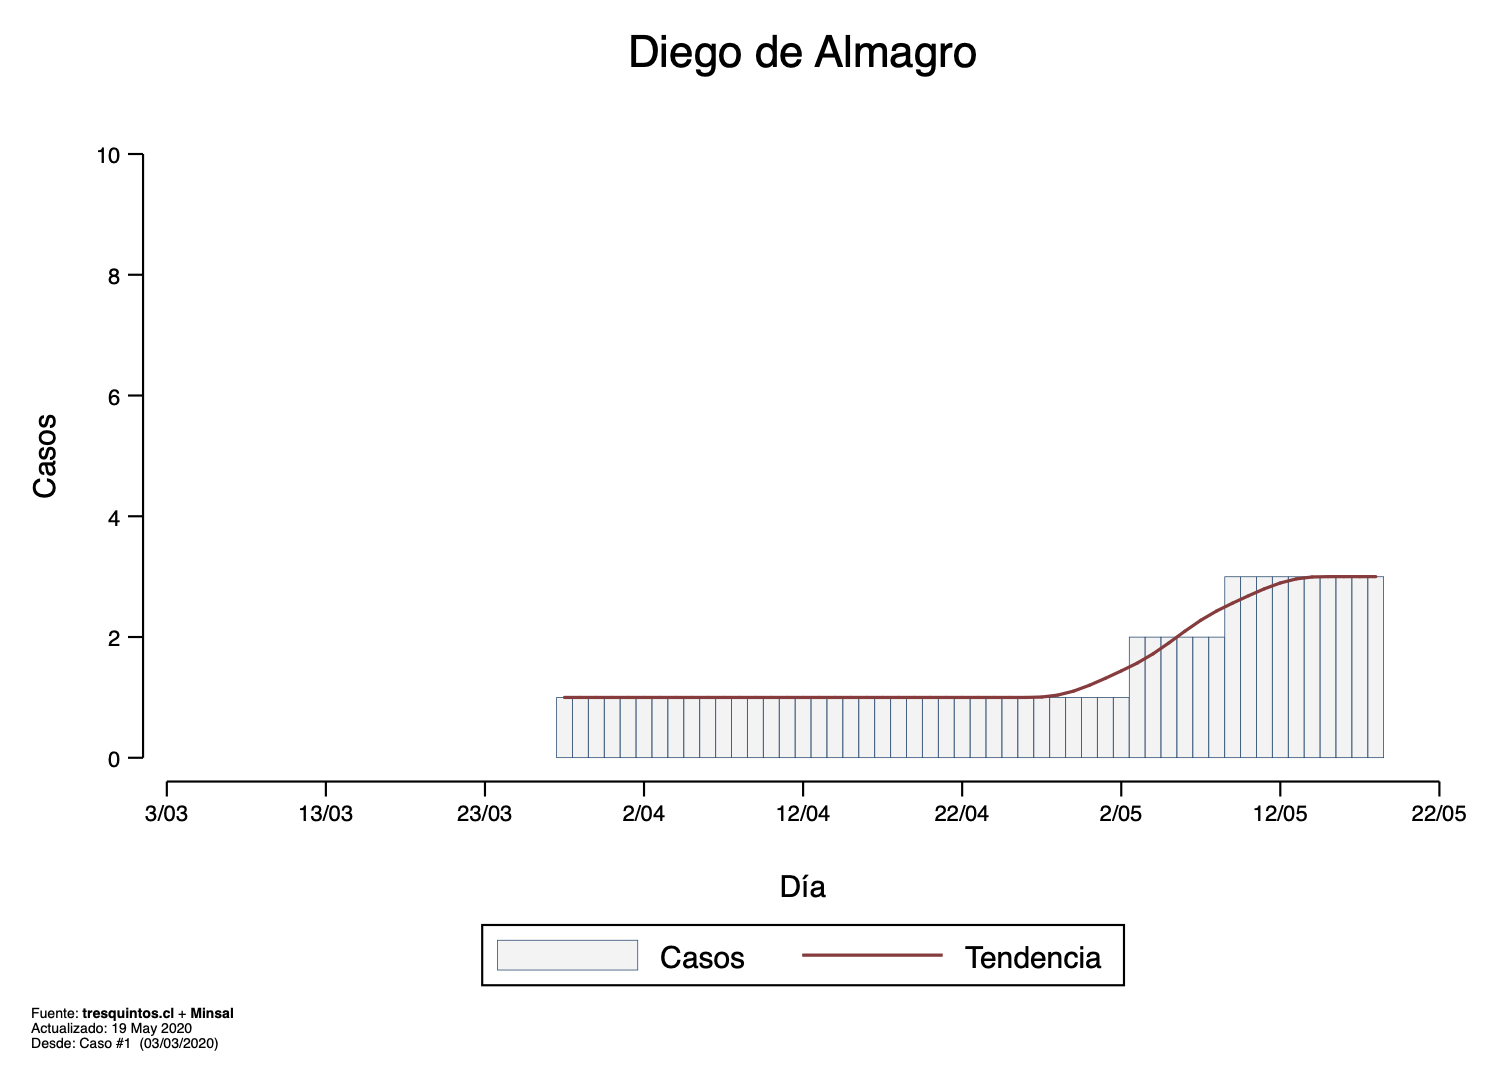 Diego de Almagro
10
8
6
4
2
0
Casos
3/03 13/03 23/03 2/04 12/04 22/04 2/05 12/05 22/05
Día
Casos Tendencia
Fuente: tresquintos.cl + Minsal
Actualizado: 19 May 2020
Desde: Caso #1 (03/03/2020)